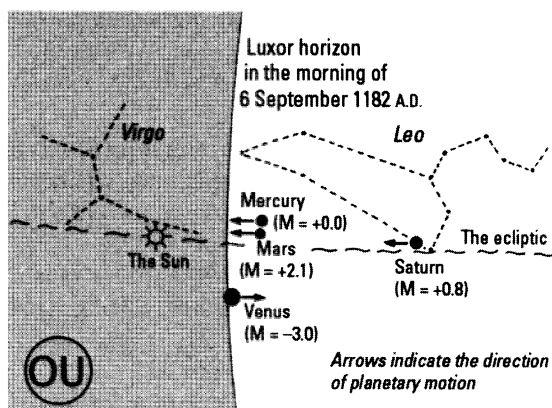 Luxor horizon
in the morning of
6 September 1182 A.D.
Virgo
Leo
Mercury
(M = +0.0)
Mars
(M = +2.1)
The Sun
The ecliptic
Saturn
(M = +0.8)
Venus
(M = −3.0)
OU
Arrows indicate the direction
of planetary motion